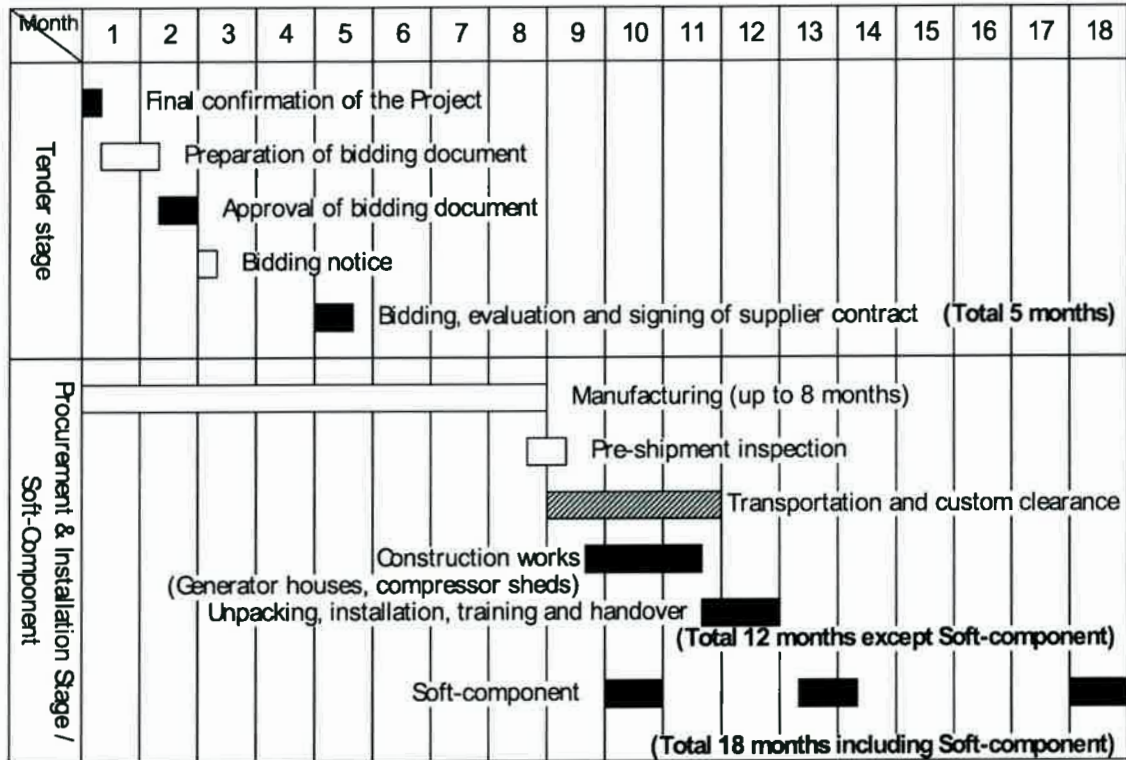 Month 1 2 3 4 5 6 7 8 9 10 11 12 13 14 15 16 17 18
Tender stage
Final confirmation of the Project
Preparation of bidding document
Approval of bidding document
Bidding notice
Bidding, evaluation and signing of supplier contract (Total 5 months)
Procurement & Installation Stage /
Soft-Component
Manufacturing (up to 8 months)
Pre-shipment inspection
Transportation and custom clearance
Construction works
(Generator houses, compressor sheds)
Unpacking, installation, training and handover
(Total 12 months except Soft-component)
Soft-component
(Total 18 months including Soft-component)